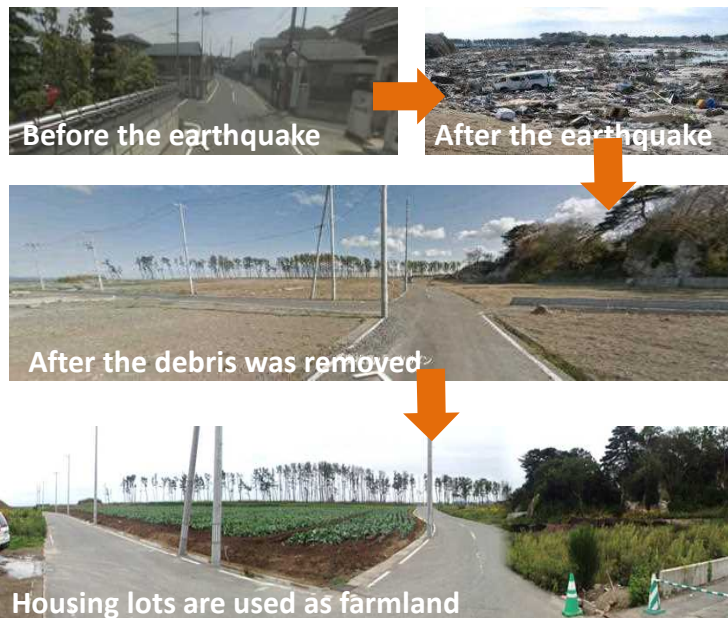 Before the earthquake
After the earthquake
After the debris was removed
Housing lots are used as farmland